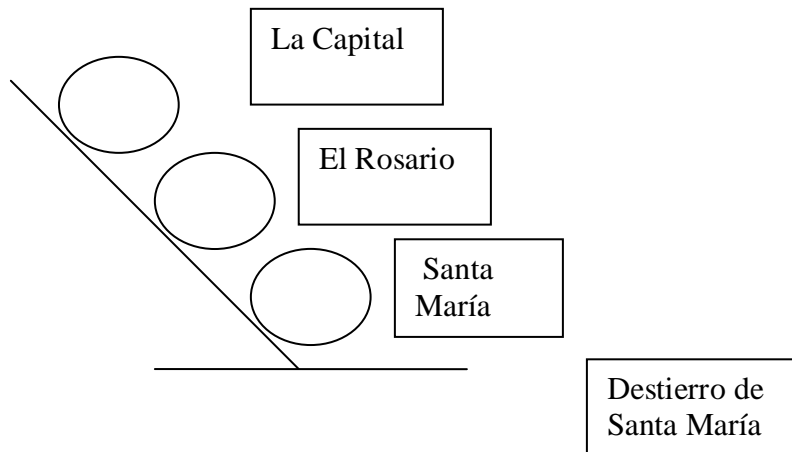 La Capital
El Rosario
Santa
María
Destierro de
Santa María